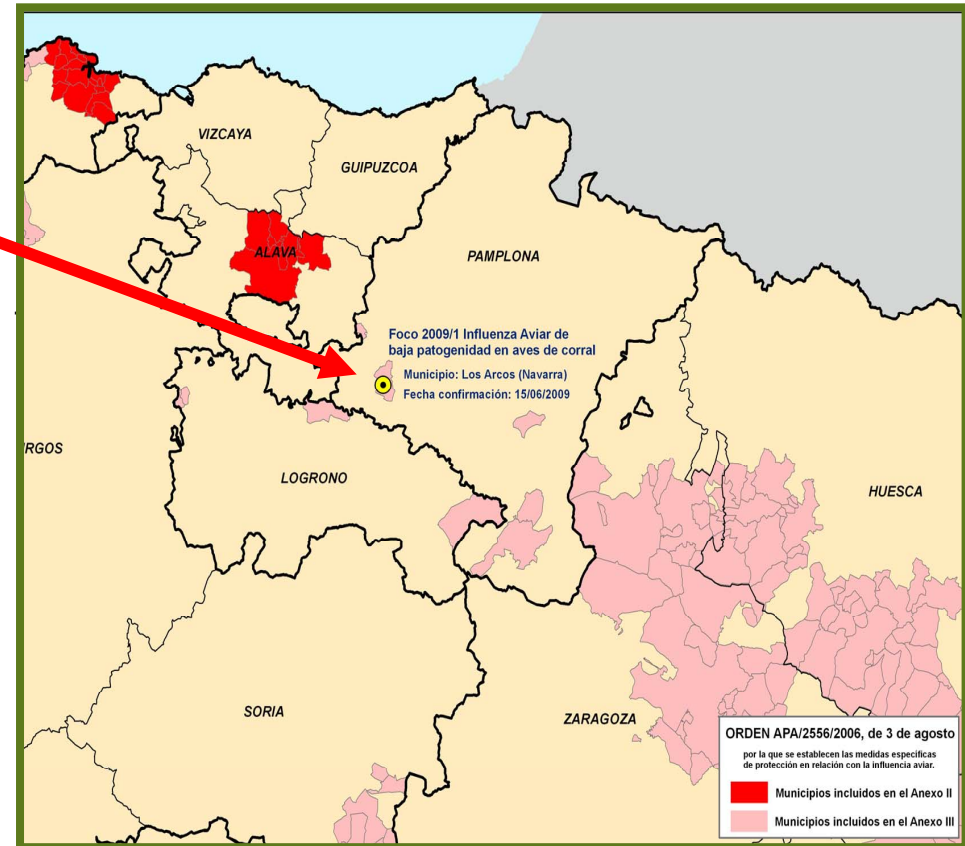 VIZCAYA
GUIPUZCOA
ALAVA
PAMPLONA
Foco 2009/1 Influenza Aviar de
baja patogenidad en aves de corral
Municipio: Los Arcos (Navarra)
Fecha confirmación: 15/06/2009
RGOS
LOGRONO
HUESCA
SORIA
ZARAGOZA
ORDEN APA/2556/2006, de 3 de agosto
por la que se establecen las medidas especificas
de protección en relación con la influencia aviar.
Municipios incluidos en el Anexo II
Municipios incluidos en el Anexo III